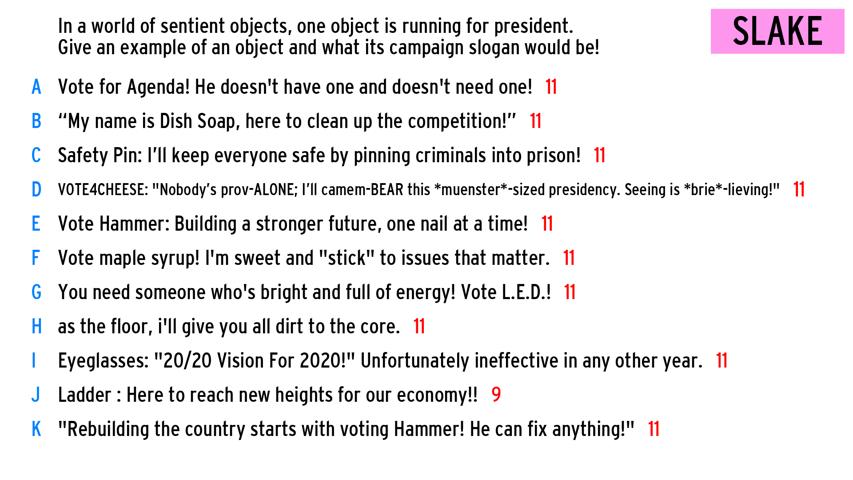 In a world of sentient objects, one object is running for president.
Give an example of an object and what its campaign slogan would be!
SLAKE
A Vote for Agenda! He doesn't have one and doesn't need one! 11
B “My name is Dish Soap, here to clean up the competition!” 11
C Safety Pin: I’ll keep everyone safe by pinning criminals into prison! 11
D VOTE4CHEESE: "Nobody’s prov-ALONE; I’ll camem-BEAR this *muenster*-sized presidency. Seeing is *brie*-lieving!" 11
E Vote Hammer: Building a stronger future, one nail at a time! 11
F Vote maple syrup! I'm sweet and "stick" to issues that matter. 11
G You need someone who's bright and full of energy! Vote L.E.D.! 11
H as the floor, i'll give you all dirt to the core. 11
I Eyeglasses: "20/20 Vision For 2020!" Unfortunately ineffective in any other year. 11
J Ladder : Here to reach new heights for our economy!! 9
K "Rebuilding the country starts with voting Hammer! He can fix anything!" 11